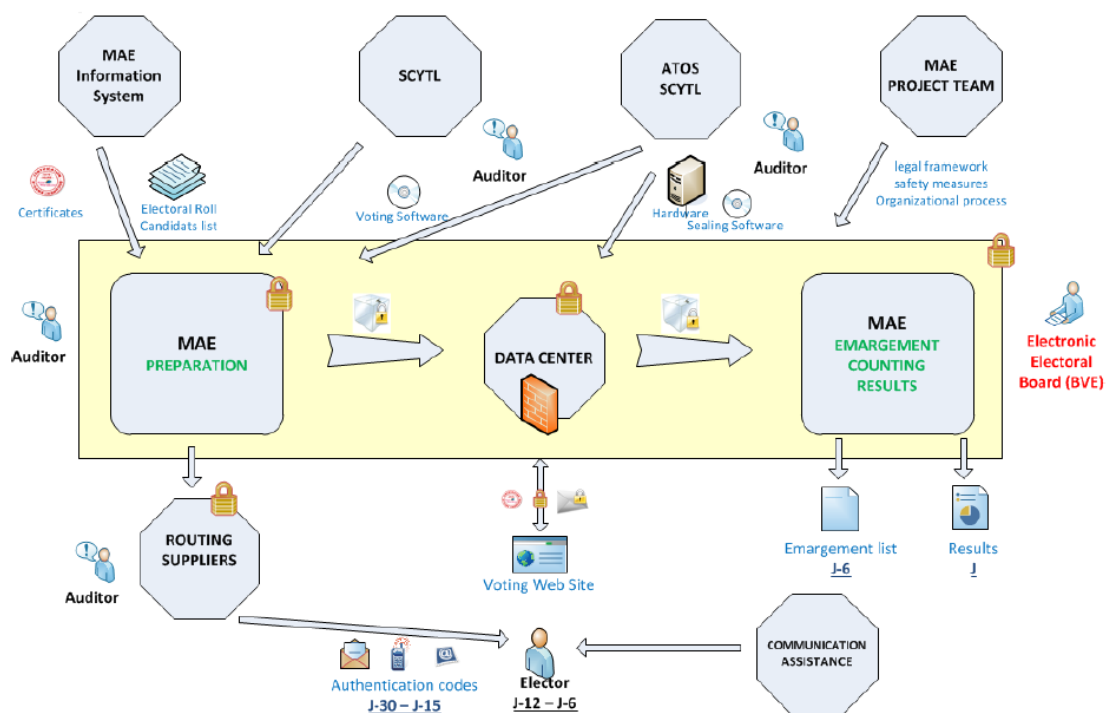 MAE
Information
System
SCYTL
ATOS
SCYTL
MAE
PROJECT TEAM
Auditor
Auditor
legal framework
safety measures
Organizational process
Certificates
Electoral Roll
Candidats list
Voting Software
Hardware
Sealing Software
Auditor
MAE
PREPARATION
DATA CENTER
MAE
EMARGEMENT
COUNTING
RESULTS
Electronic
Electoral
Board (BVE)
ROUTING
SUPPLIERS
Auditor
Voting Web Site
Emargement list
J-6
Results
J
COMMUNICATION
ASSISTANCE
Authentication codes
J-30 – J-15
Elector
J-12 – J-6